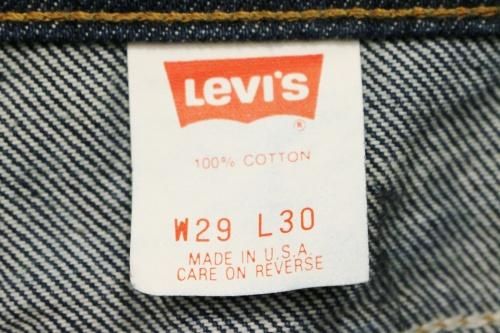 Levi's
®
100% COTTON
W29 L30
MADE IN U.S.A.
CARE ON REVERSE